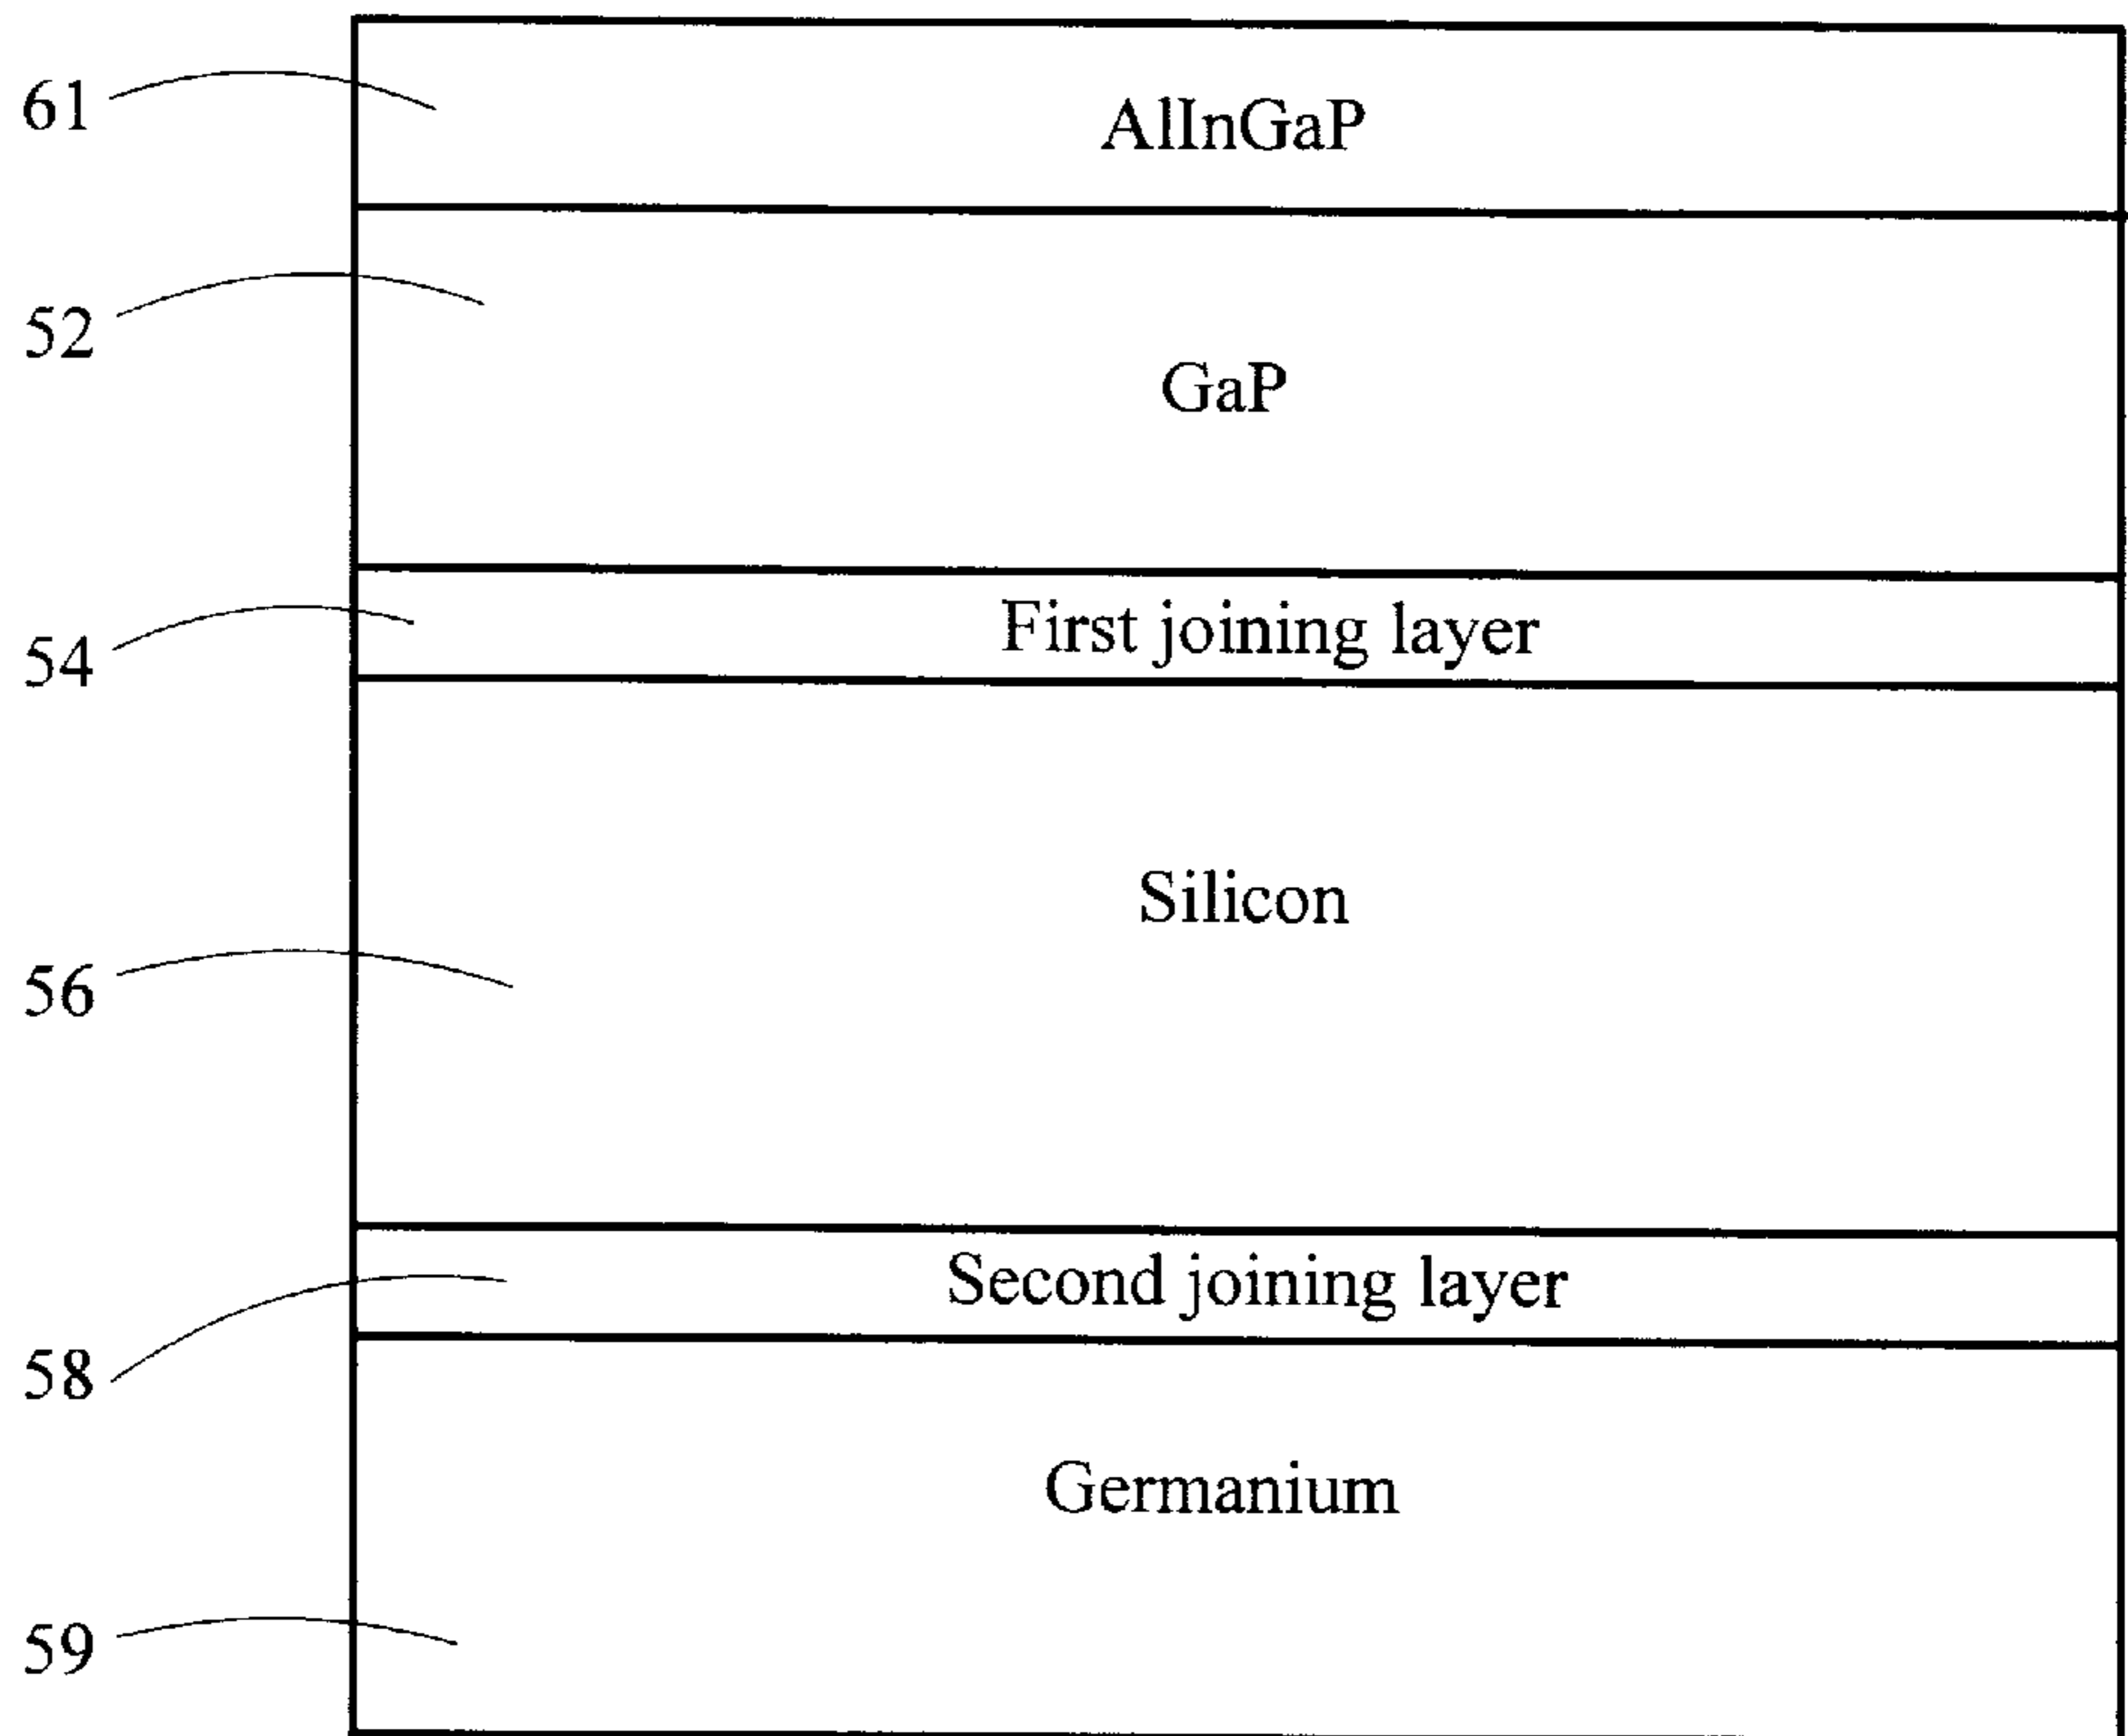 61
AlInGaP
52
GaP
54
First joining layer
56
Silicon
58
Second joining layer
59
Germanium